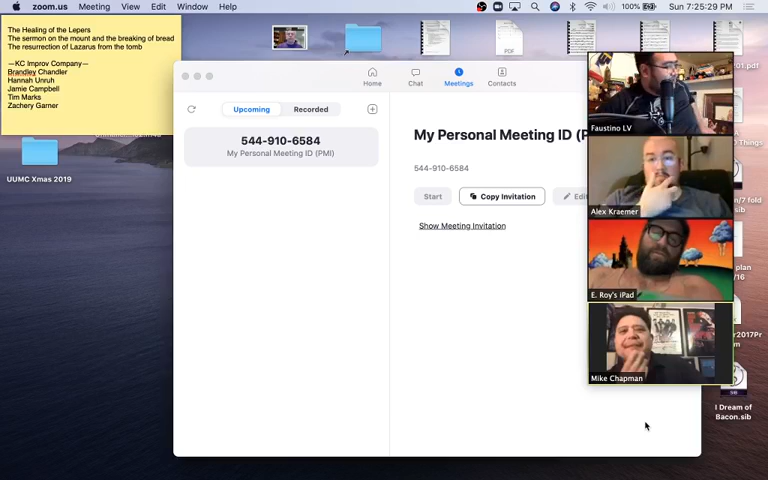 zoom.us Meeting View Edit Window Help
100% Sun 7:25:29 PM
The Healing of the Lepers
The sermon on the mount and the breaking of bread
The resurrection of Lazarus from the tomb
—KC Improv Company—
Brandley Chandler
Hannah Unruh
Jamie Campbell
Tim Marks
Zachery Garner
UUMC Xmas 2019
PDF
Home
Chat
Meetings
Contacts
Upcoming
Recorded
544-910-6584
My Personal Meeting ID (PMI)
My Personal Meeting ID (P
544-910-6584
Start
Copy Invitation
Edit
Show Meeting Invitation
Faustino LV
Alex Kraemer
E. Roy's iPad
Mike Chapman
I Dream of
Bacon.sib